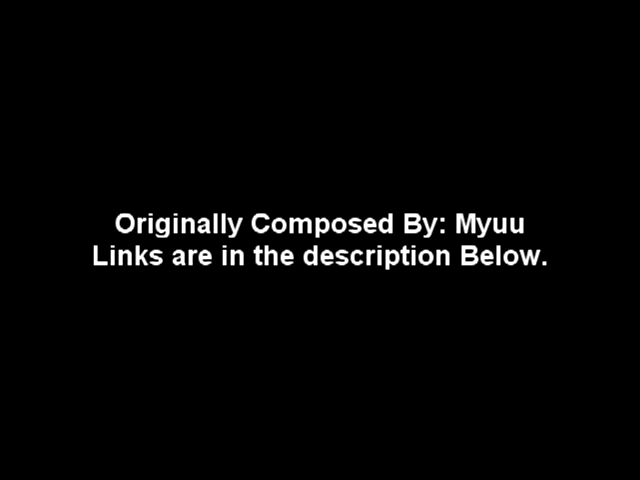 Originally Composed By: Myuu
Links are in the description Below.